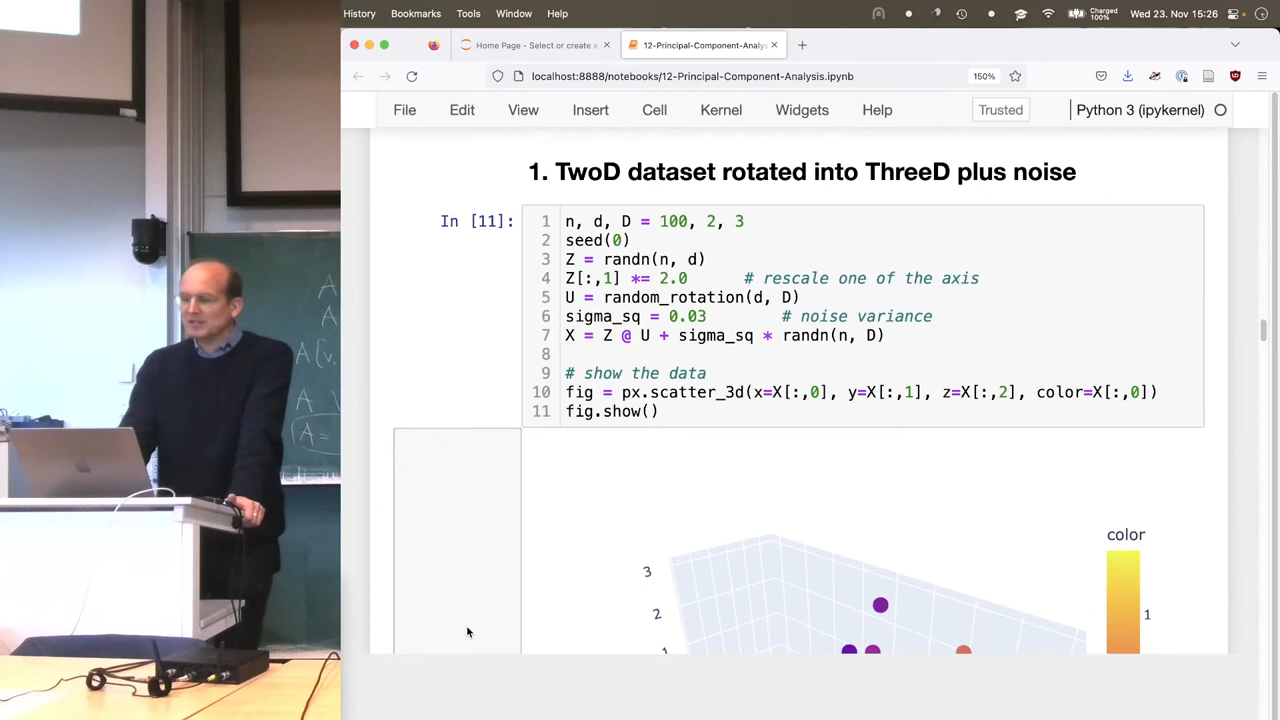 History Bookmarks Tools Window Help Charged 100% Wed 23. Nov 15:26
Home Page - Select or create a 12-Principal-Component-Analys
localhost:8888/notebooks/12-Principal-Component-Analysis.ipynb 150%
File Edit View Insert Cell Kernel Widgets Help Trusted Python 3 (ipykernel)
1. TwoD dataset rotated into ThreeD plus noise
In [11]:
1 n, d, D = 100, 2, 3
2 seed(0)
3 Z = randn(n, d)
4 Z[:,1] *= 2.0 # rescale one of the axis
5 U = random_rotation(d, D)
6 sigma_sq = 0.03 # noise variance
7 X = Z @ U + sigma_sq * randn(n, D)
8
9 # show the data
10 fig = px.scatter_3d(x=X[:,0], y=X[:,1], z=X[:,2], color=X[:,0])
11 fig.show()
color
3
2
1
A
A
A [v,
A
A =